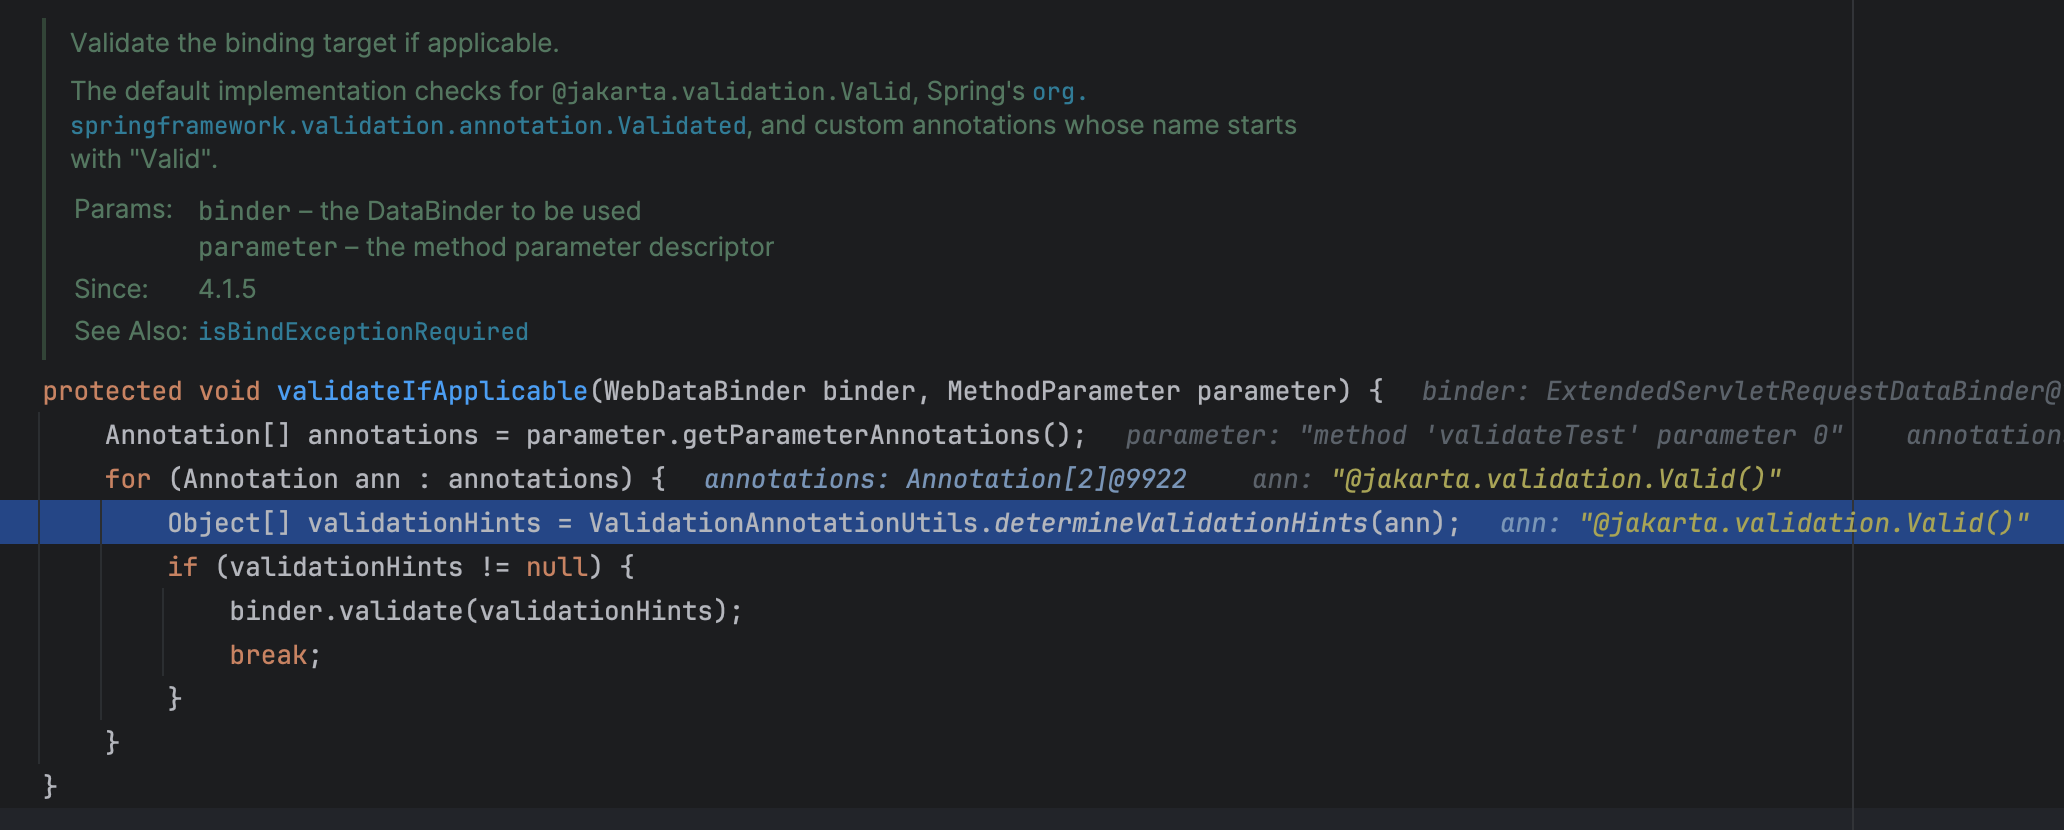 Validate the binding target if applicable.
The default implementation checks for @jakarta.validation.Valid, Spring's org.
springframework.validation.annotation.Validated, and custom annotations whose name starts
with "Valid".
Params: binder – the DataBinder to be used
parameter – the method parameter descriptor
Since: 4.1.5
See Also: isBindExceptionRequired
protected void validateIfApplicable(WebDataBinder binder, MethodParameter parameter) { binder: ExtendedServletRequestDataBinder@
Annotation[] annotations = parameter.getParameterAnnotations(); parameter: "method 'validateTest' parameter 0" annotation
for (Annotation ann : annotations) { annotations: Annotation[2]@9922 ann: "@jakarta.validation.Valid()"
Object[] validationHints = ValidationAnnotationUtils.determineValidationHints(ann); ann: "@jakarta.validation.Valid()"
if (validationHints != null) {
binder.validate(validationHints);
break;
}
}
}